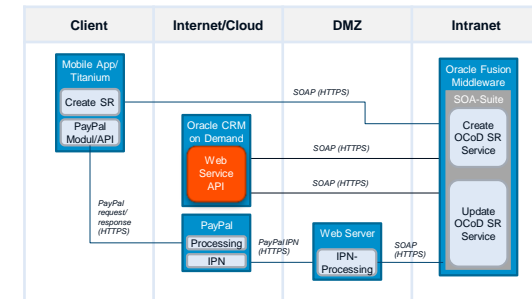 Client
Internet/Cloud
DMZ
Intranet
Mobile App/
Titanium
Create SR
PayPal
Modul/API
SOAP (HTTPS)
Oracle Fusion
Middleware
SOA-Suite
Create
OCoD SR
Service
Oracle CRM
on Demand
Web
Service
API
SOAP (HTTPS)
SOAP (HTTPS)
Update
OCoD SR
Service
PayPal
request/
response
(HTTPS)
PayPal
Processing
IPN
PayPal IPN
(HTTPS)
Web Server
IPN-
Processing
SOAP
(HTTPS)